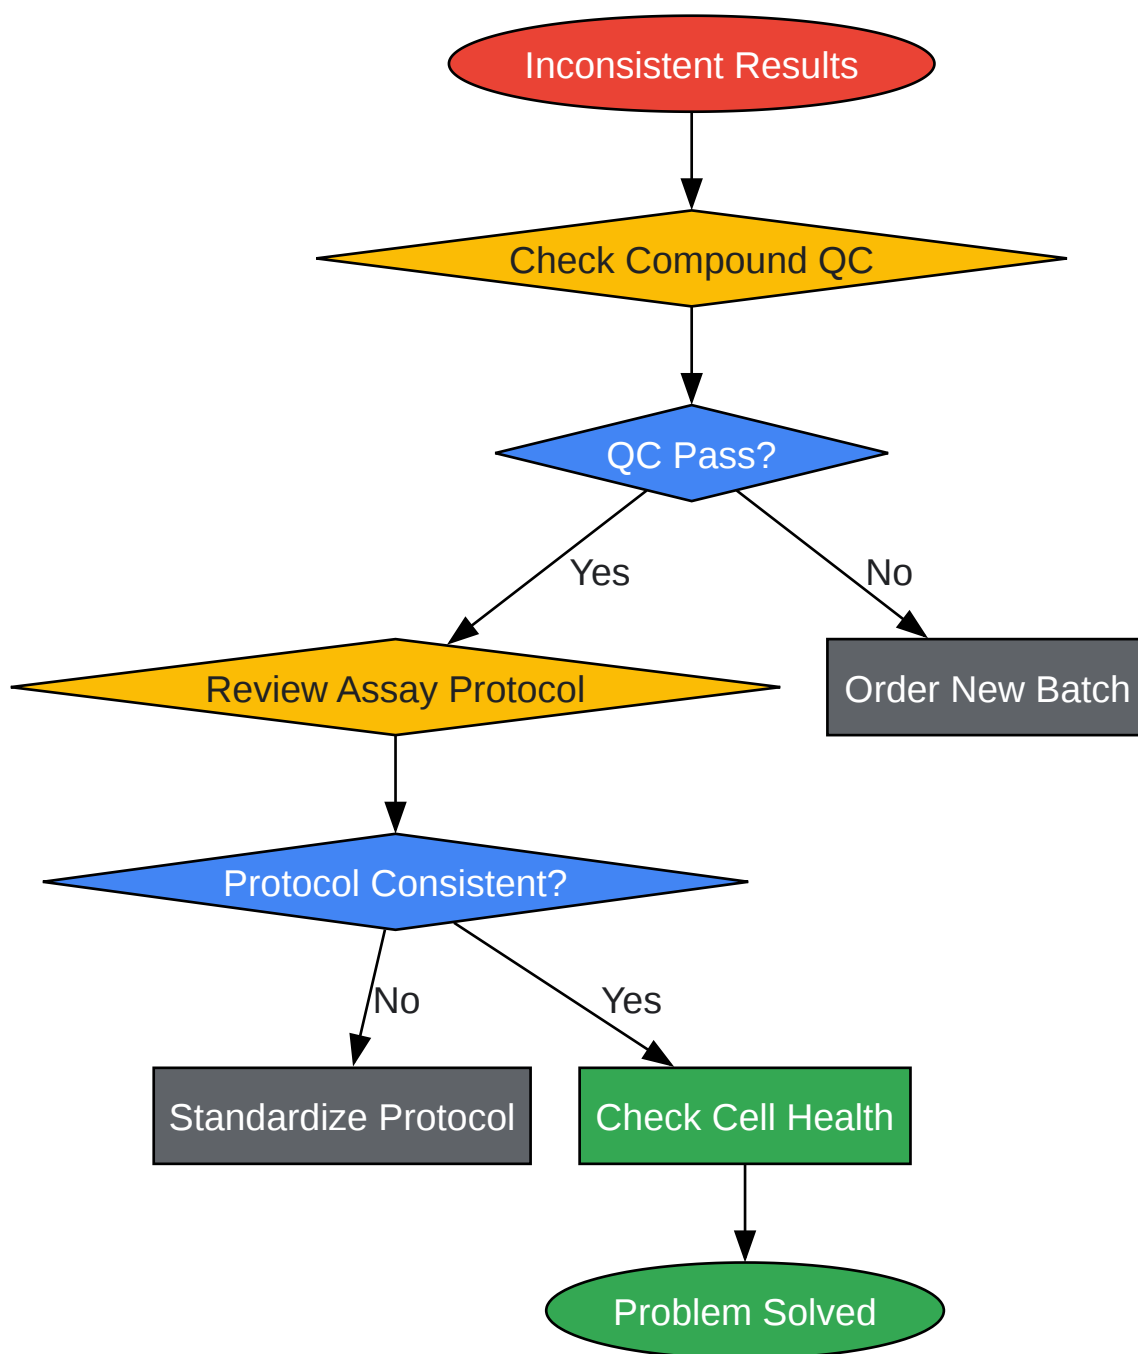 Inconsistent Results
Check Compound QC
QC Pass?
Yes
No
Review Assay Protocol
Order New Batch
Protocol Consistent?
No
Yes
Standardize Protocol
Check Cell Health
Problem Solved